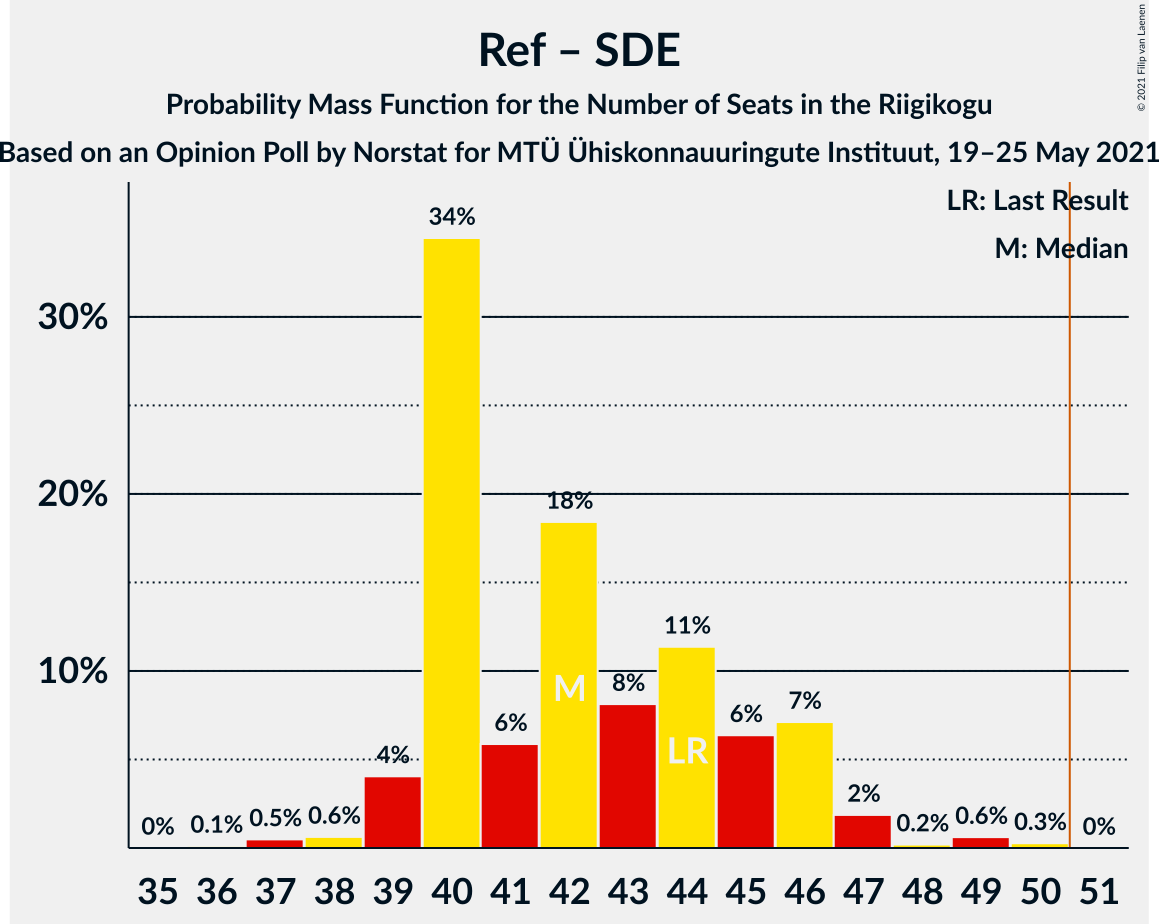 Ref – SDE
Probability Mass Function for the Number of Seats in the Riigikogu
Based on an Opinion Poll by Norstat for MTÜ Ühiskonnauuringute Instituut, 19–25 May 2021
© 2021 Filip van Laenen
LR: Last Result
M: Median
34%
30%
20%
18%
11%
10%
M
8%
7%
6%
6%
LR
4%
2%
0%
0.1%
0.5%
0.6%
0.2%
0.6%
0.3%
0%
35 36 37 38 39 40 41 42 43 44 45 46 47 48 49 50 51